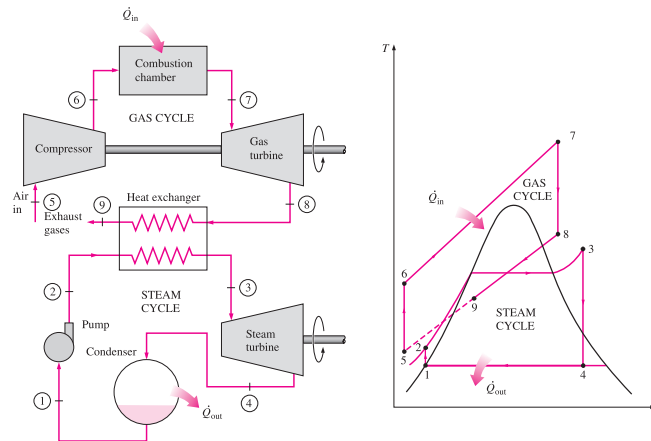 Q̇in
Combustion
chamber
6
7
GAS CYCLE
Compressor
Gas
turbine
5
Air
in
9
Exhaust
gases
Heat exchanger
8
2
3
STEAM
CYCLE
Pump
Condenser
Steam
turbine
1
4
Q̇out
T
7
Q̇in
GAS
CYCLE
8
3
6
9
STEAM
CYCLE
5
2
1
4
Q̇out